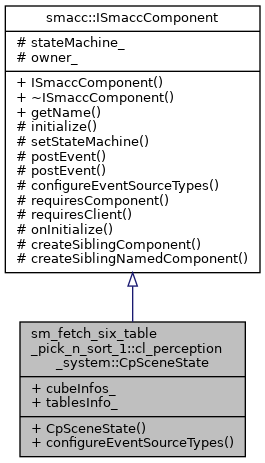 smacc::ISmaccComponent
# stateMachine_
# owner_
+ ISmaccComponent()
+ ~ISmaccComponent()
+ getName()
# initialize()
# setStateMachine()
# postEvent()
# postEvent()
# configureEventSourceTypes()
# requiresComponent()
# requiresClient()
# onInitialize()
# createSiblingComponent()
# createSiblingNamedComponent()
sm_fetch_six_table
_pick_n_sort_1::cl_perception
_system::CpSceneState
+ cubeInfos_
+ tablesInfo_
+ CpSceneState()
+ configureEventSourceTypes()